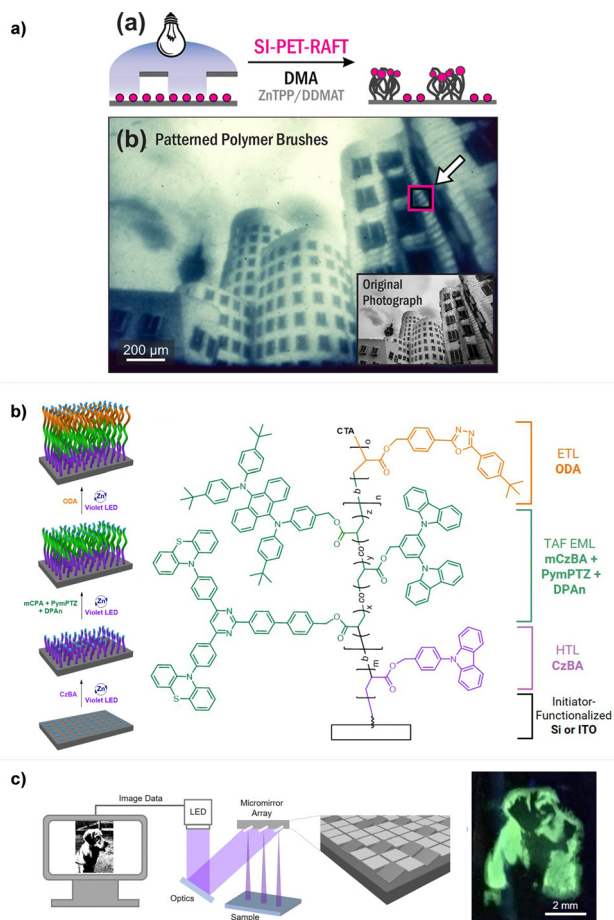 a)
(a)
SI-PET-RAFT
DMA
ZnTPP/DDMAT
(b) Patterned Polymer Brushes
Original
Photograph
200 µm
b)
ODA
Zn
Violet LED
mCPA + PymPTZ +
DPAn
Zn
Violet LED
CzBA
Zn
Violet LED
CTA
o
O
O
N
N
O
b
n
N
N
O
O
z
co
y
O
O
N
N
co
x
S
N
N
N
O
O
N
S
b
m
O
O
N
ETL
ODA
TAF EML
mCzBA +
PymPTZ +
DPAn
HTL
CzBA
Initiator-
Functionalized
Si or ITO
c)
Image Data
LED
Micromirror
Array
Optics
Sample
2 mm